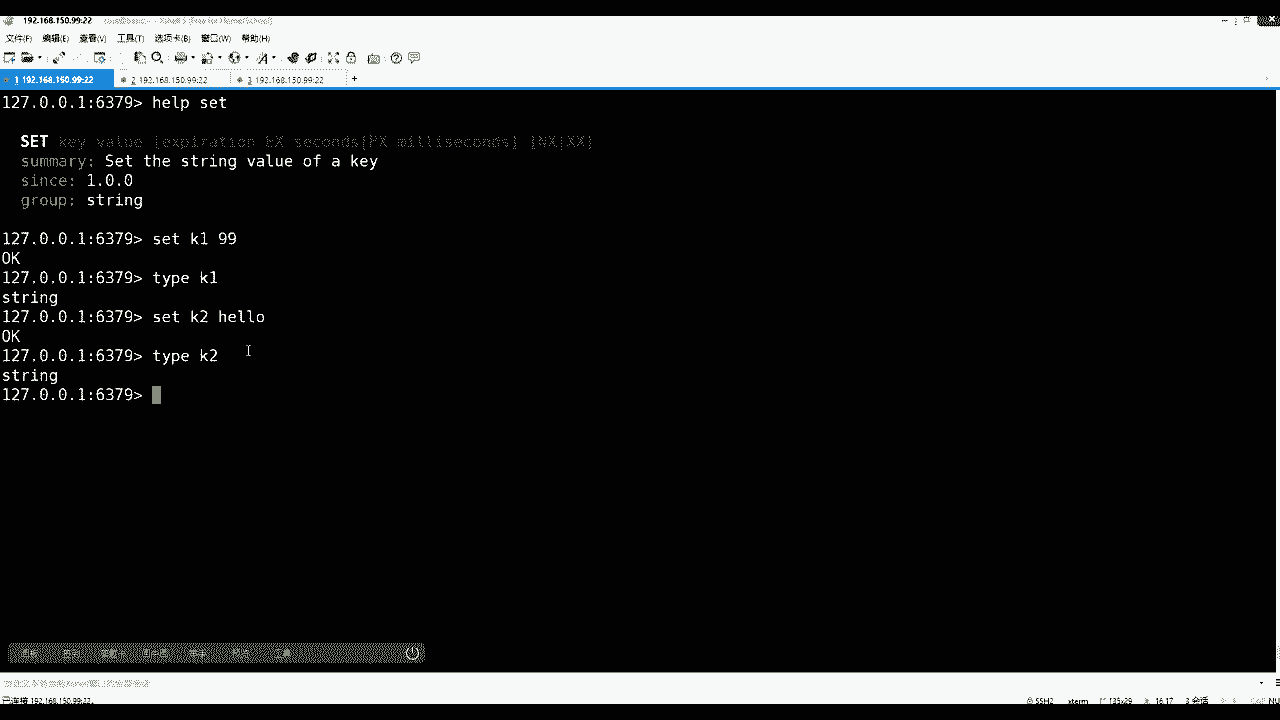 192.168.150.99:22
文件(F) 编辑(E) 查看(V) 工具(T) 选项卡(B) 窗口(W) 帮助(H)
1 192.168.150.99:22 2 192.168.150.99:22 3 192.168.150.99:22 +
127.0.0.1:6379> help set
SET key value [expiration EX seconds|PX milliseconds] [NX|XX]
summary: Set the string value of a key
since: 1.0.0
group: string
127.0.0.1:6379> set k1 99
OK
127.0.0.1:6379> type k1
string
127.0.0.1:6379> set k2 hello
OK
127.0.0.1:6379> type k2
string
127.0.0.1:6379>
已连接 192.168.150.99:22。 SSH2 xterm 135x29 16,17 3 会话 NU